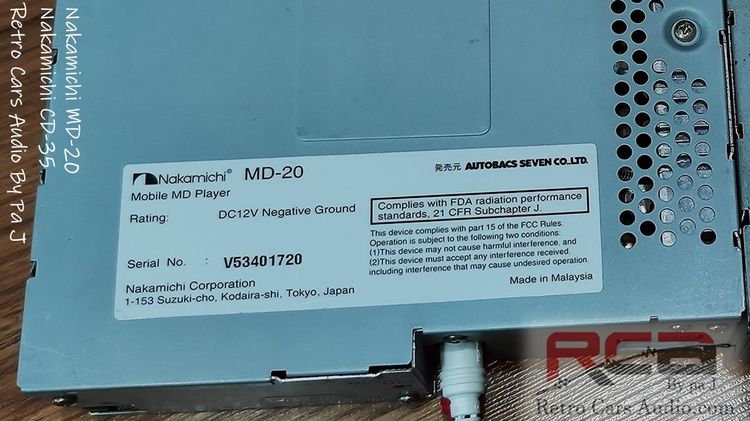 Nakamichi MD-20
Nakamichi CD-35
Retro Cars Audio By Pa J
Nakamichi® MD-20
Mobile MD Player
Rating: DC12V Negative Ground
Serial No. : V53401720
Nakamichi Corporation
1-153 Suzuki-cho, Kodaira-shi, Tokyo, Japan
発売元 AUTOBACS SEVEN CO.,LTD.
Complies with FDA radiation performance
standards, 21 CFR Subchapter J.
This device complies with part 15 of the FCC Rules.
Operation is subject to the following two conditions:
(1)This device may not cause harmful interference. and
(2)This device must accept any interference received.
including interference that may cause undesired operation.
Made in Malaysia
RCA
By pa J
Retro Cars Audio.com